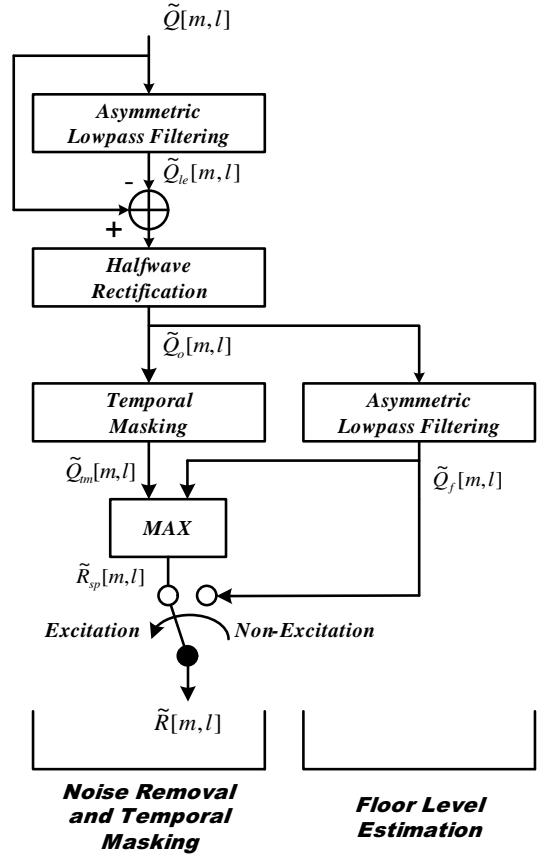 Q̃[m,l]
Asymmetric
Lowpass Filtering
-
Q̃le[m,l]
+
Halfwave
Rectification
Q̃o[m,l]
Temporal
Masking
Asymmetric
Lowpass Filtering
Q̃tm[m,l]
Q̃f[m,l]
MAX
R̃sp[m,l]
Excitation
Non-Excitation
R̃[m,l]
Noise Removal
and Temporal
Masking
Floor Level
Estimation